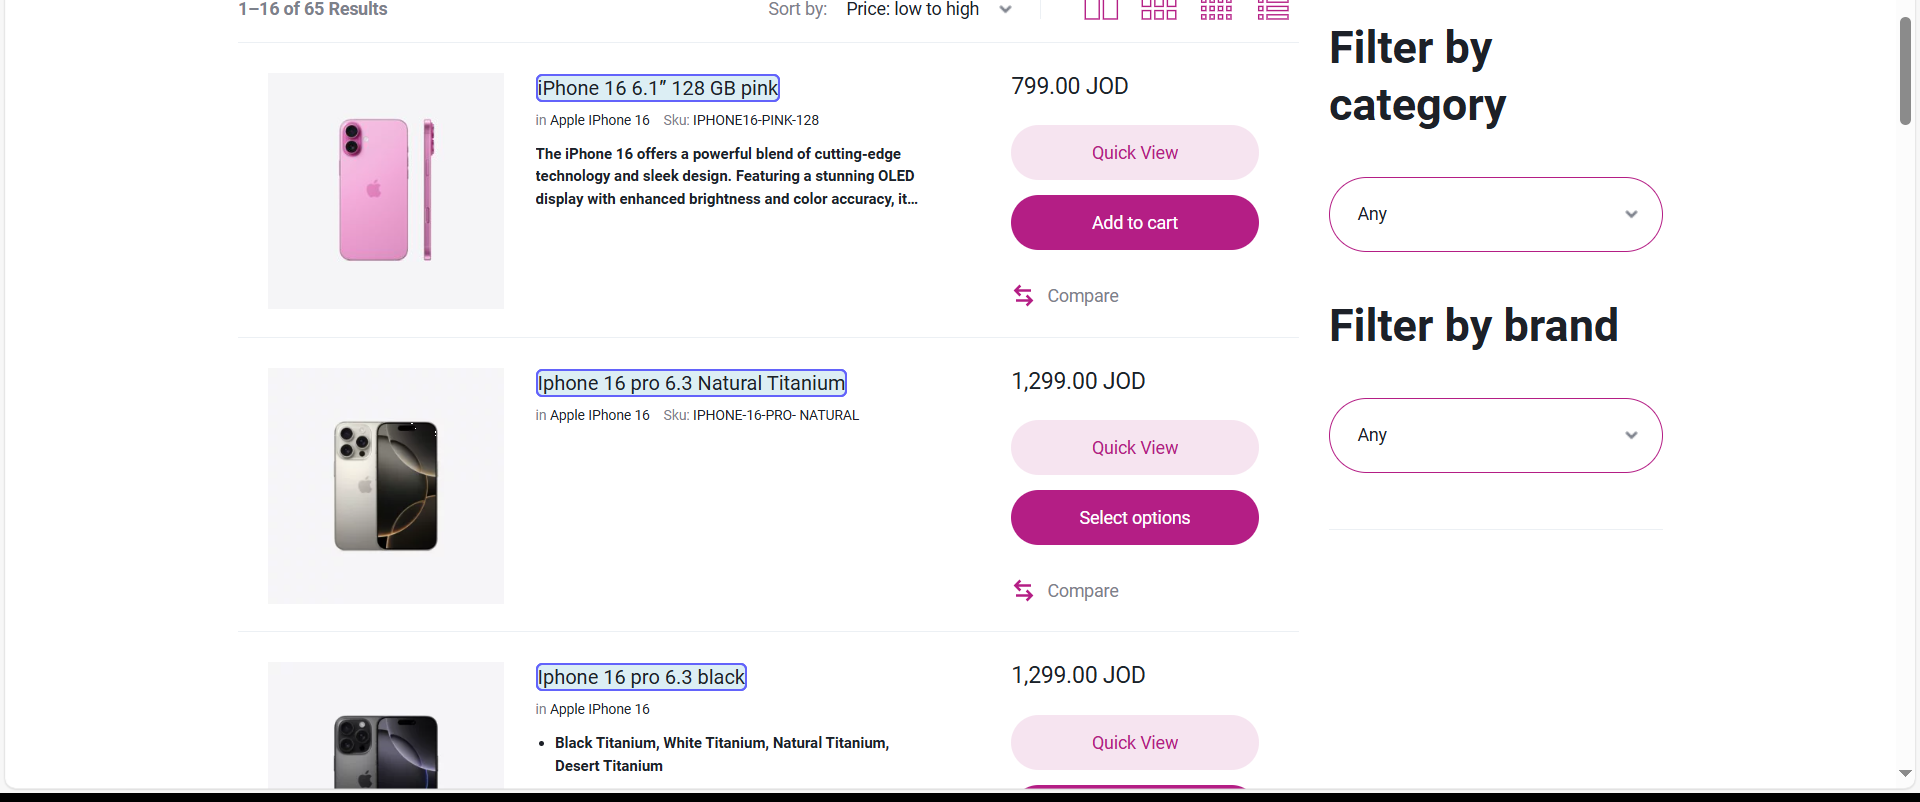 1–16 of 65 Results
Sort by: Price: low to high
iPhone 16 6.1” 128 GB pink
in Apple IPhone 16 Sku: IPHONE16-PINK-128
The iPhone 16 offers a powerful blend of cutting-edge
technology and sleek design. Featuring a stunning OLED
display with enhanced brightness and color accuracy, it...
799.00 JOD
Quick View
Add to cart
Compare
Iphone 16 pro 6.3 Natural Titanium
in Apple IPhone 16 Sku: IPHONE-16-PRO- NATURAL
1,299.00 JOD
Quick View
Select options
Compare
Iphone 16 pro 6.3 black
in Apple IPhone 16
• Black Titanium, White Titanium, Natural Titanium,
Desert Titanium
1,299.00 JOD
Quick View
Filter by
category
Any
Filter by brand
Any